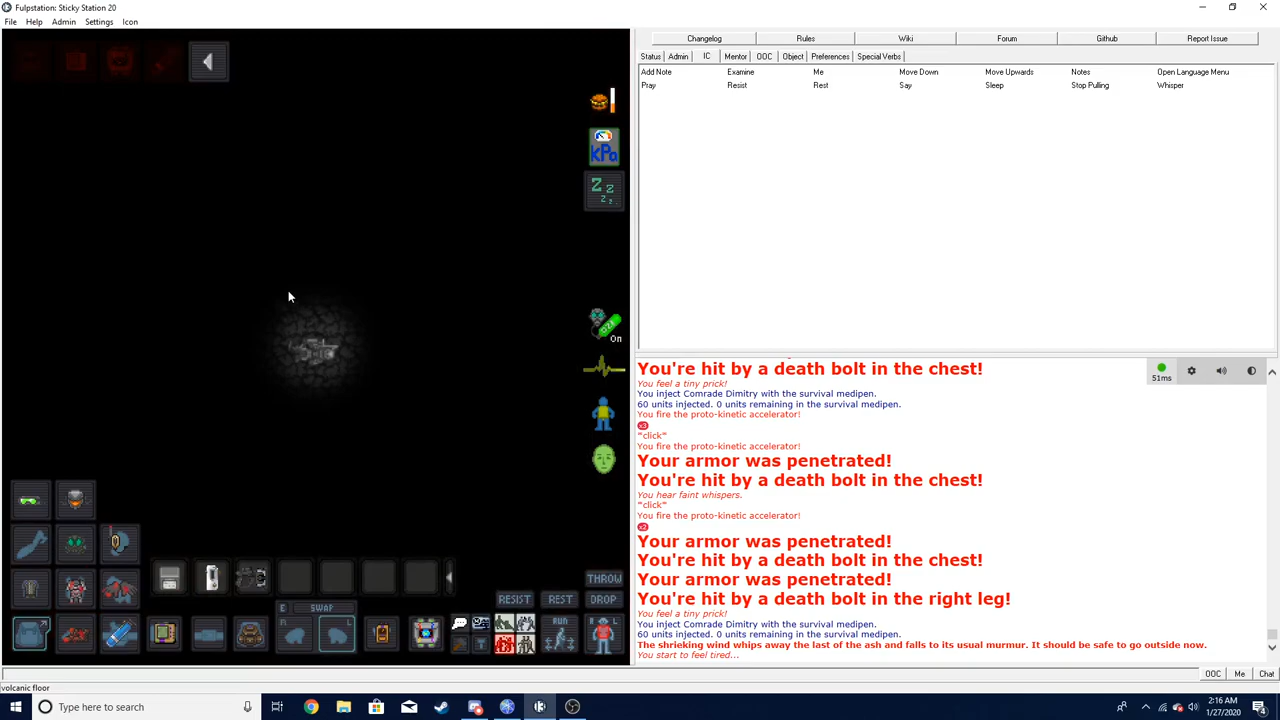 Fulpstation: Sticky Station 20
File Help Admin Settings Icon
Changelog Rules Wiki Forum Github Report Issue
Status Admin IC Mentor OOC Object Preferences Special Verbs
Add Note Examine Me Move Down Move Upwards Notes Open Language Menu
Pray Resist Rest Say Sleep Stop Pulling Whisper
kPa
Z Z Z Z
On
You're hit by a death bolt in the chest!
51ms
You feel a tiny prick!
You inject Comrade Dimitry with the survival medipen.
60 units injected. 0 units remaining in the survival medipen.
You fire the proto-kinetic accelerator!
x3
"click"
You fire the proto-kinetic accelerator!
Your armor was penetrated!
You're hit by a death bolt in the chest!
You hear faint whispers.
"click"
You fire the proto-kinetic accelerator!
x2
Your armor was penetrated!
You're hit by a death bolt in the chest!
Your armor was penetrated!
You're hit by a death bolt in the right leg!
You feel a tiny prick!
You inject Comrade Dimitry with the survival medipen.
60 units injected. 0 units remaining in the survival medipen.
The shrieking wind whips away the last of the ash and falls to its usual murmur. It should be safe to go outside now.
You start to feel tired...
THROW
RESIST REST DROP
E SWAP
RUN
R L
OOC Me Chat
volcanic floor
Type here to search
2:16 AM
1/27/2020